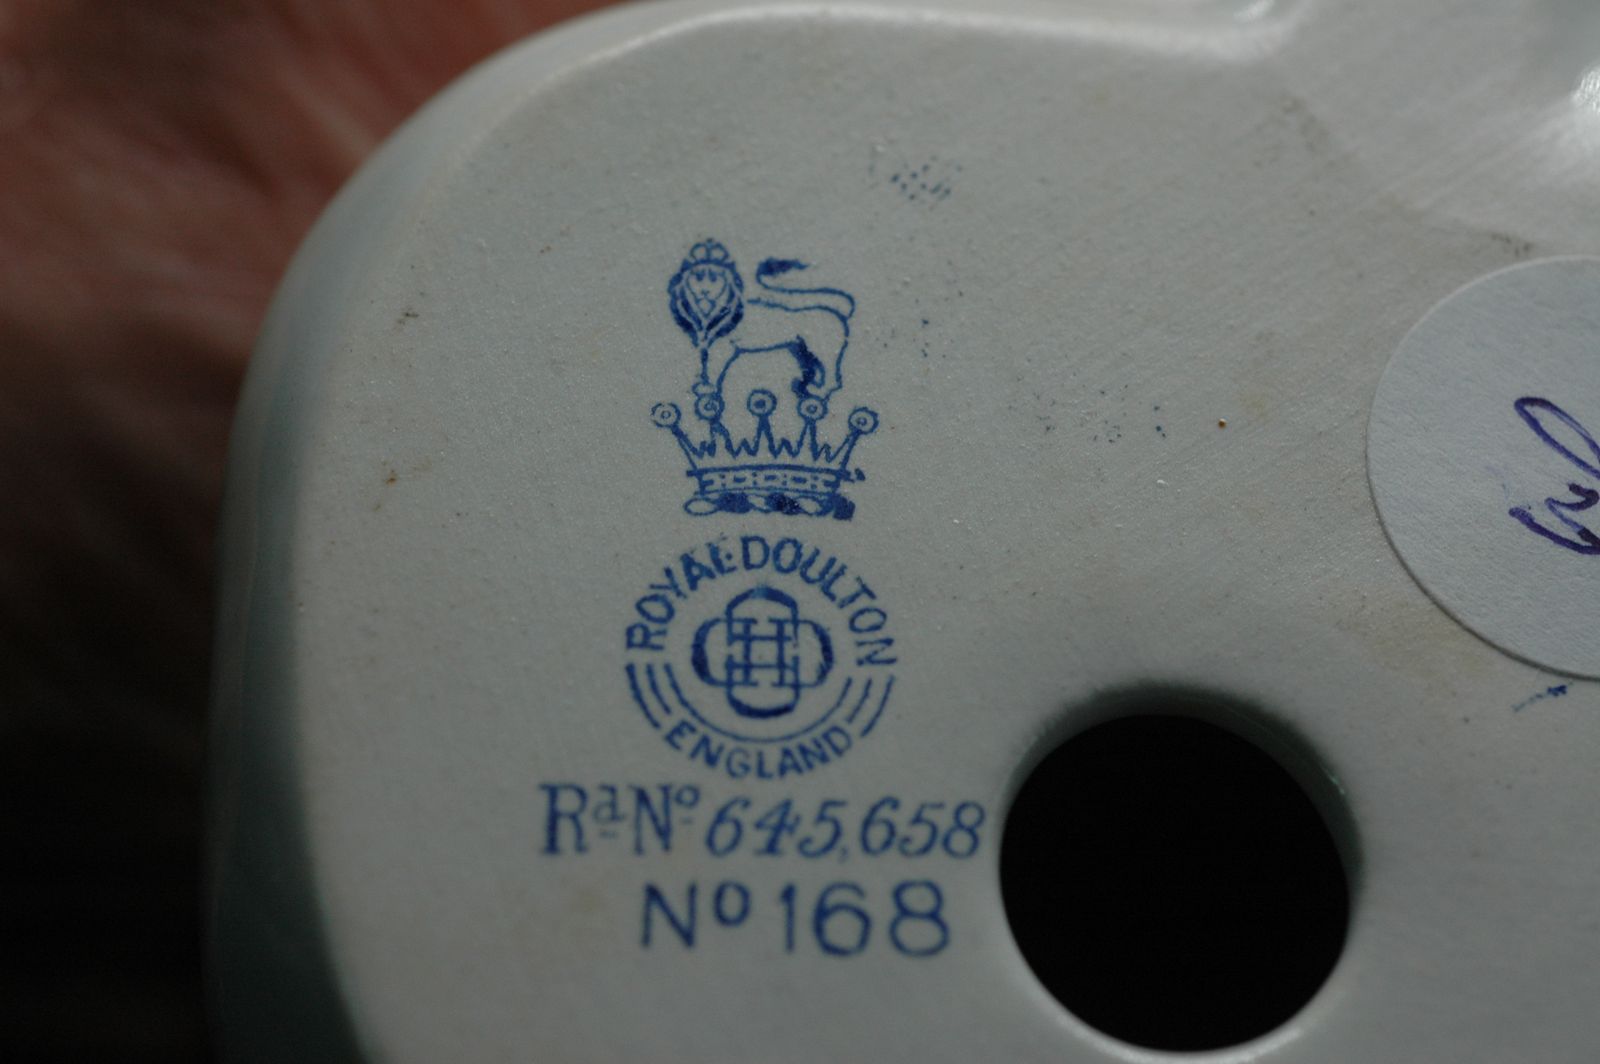 ROYAL DOULTON
ENGLAND
Rd No 645,658
No 168